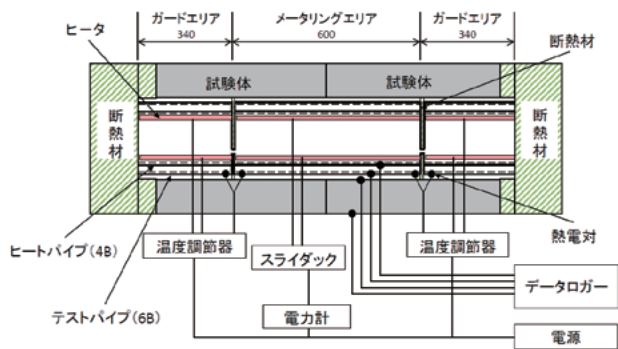 ガードエリア
メータリングエリア
ガードエリア
340
600
340
ヒータ
断熱材
試験体
試験体
断熱材
断熱材
ヒートパイプ(4B)
テストパイプ(6B)
温度調節器
スライダック
温度調節器
熱電対
電力計
データロガー
電源